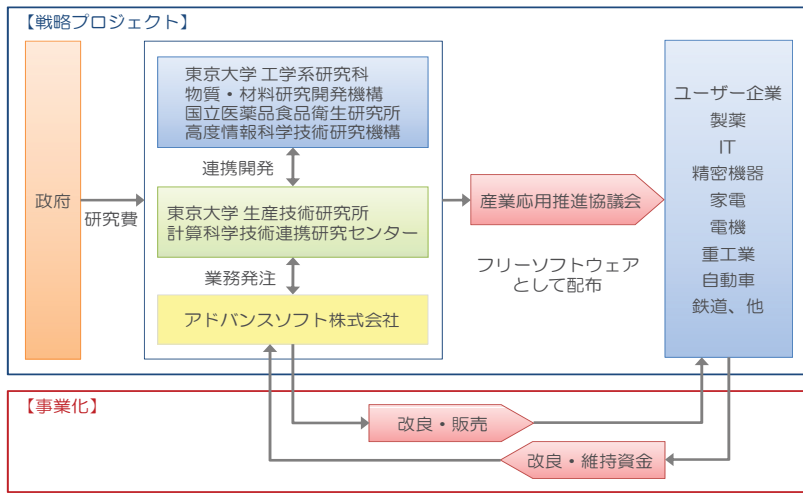 【戦略プロジェクト】
政府
研究費
東京大学 工学系研究科
物質・材料研究開発機構
国立医薬品食品衛生研究所
高度情報科学技術研究機構
連携開発
東京大学 生産技術研究所
計算科学技術連携研究センター
業務発注
アドバンスソフト株式会社
産業応用推進協議会
フリーソフトウェア
として配布
ユーザー企業
製薬
IT
精密機器
家電
電機
重工業
自動車
鉄道、他
【事業化】
改良・販売
改良・維持資金